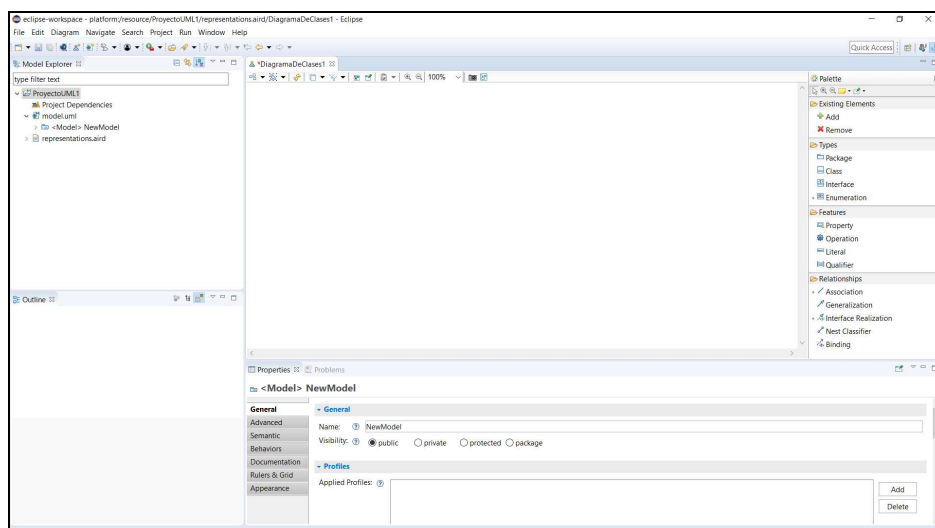 eclipse-workspace - platform:/resource/ProyectoUML1/representations.aird/DiagramaDeClases1 - Eclipse
File Edit Diagram Navigate Search Project Run Window Help
Quick Access
Model Explorer
type filter text
ProyectoUML1
Project Dependencies
model.uml
<Model> NewModel
representations.aird
Outline
*DiagramaDeClases1
100%
Palette
Existing Elements
Add
Remove
Types
Package
Class
Interface
Enumeration
Features
Property
Operation
Literal
Qualifier
Relationships
Association
Generalization
Interface Realization
Nest Classifier
Binding
Properties Problems
<Model> NewModel
General
Advanced
Semantic
Behaviors
Documentation
Rulers & Grid
Appearance
General
Name: NewModel
Visibility: public private protected package
Profiles
Applied Profiles:
Add
Delete